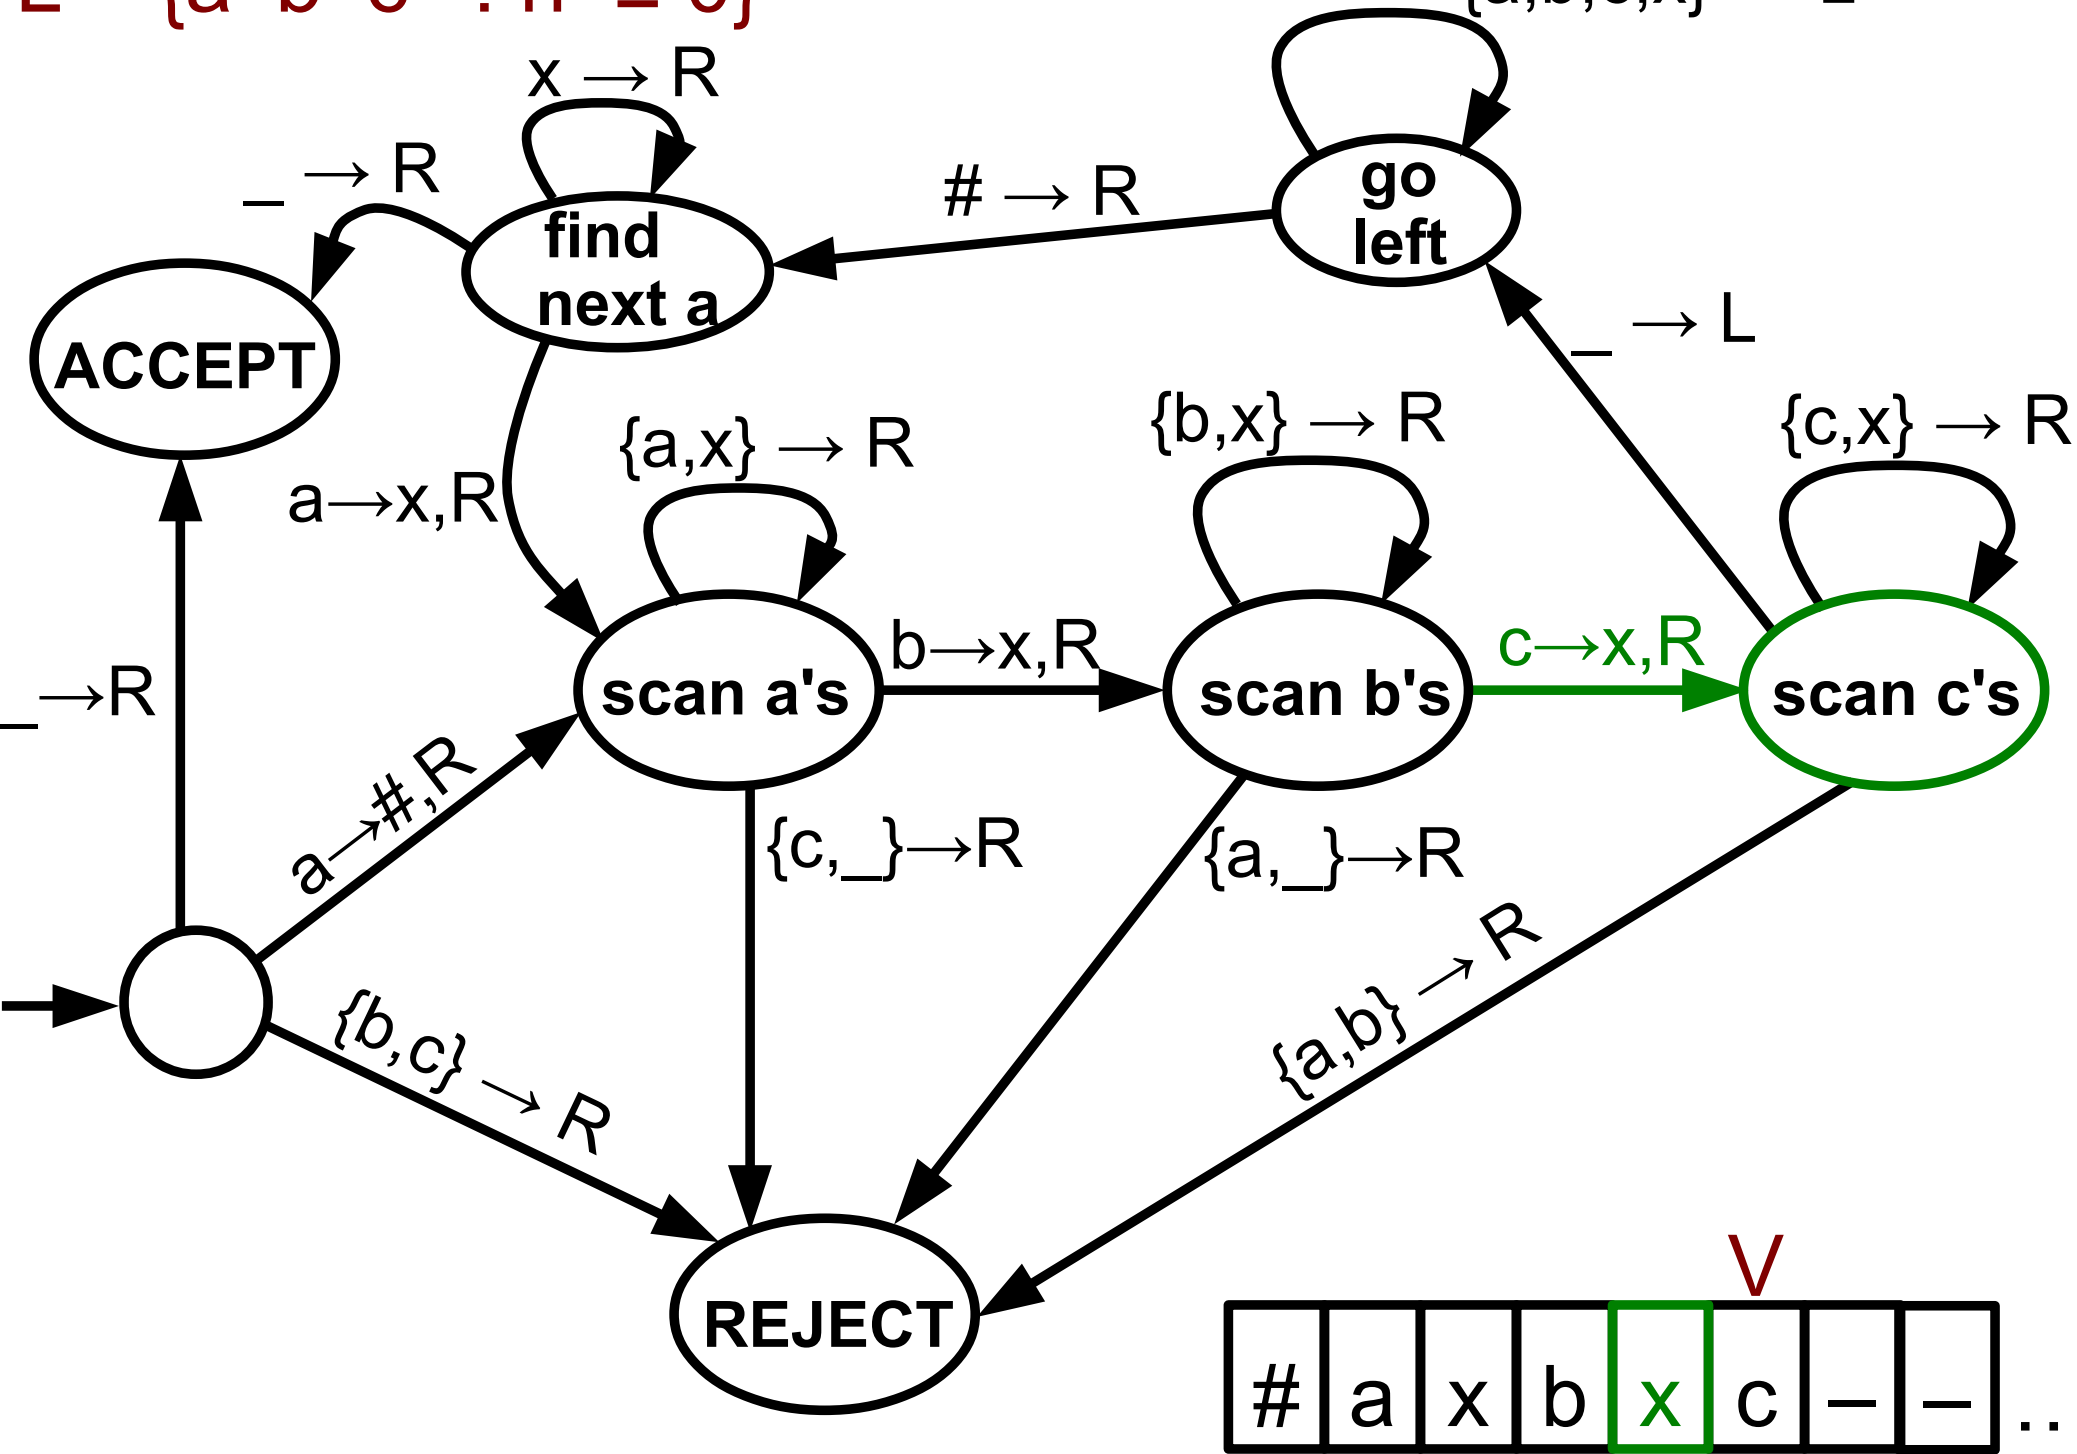 x → R
_ → R
# → R
go
left
find
next a
_ → L
ACCEPT
{a,x} → R
{b,x} → R
{c,x} → R
a→x,R
b→x,R
c→x,R
_→R
scan a's
scan b's
scan c's
a→#,R
{c,_}→R
{a,_}→R
{b,c} → R
{a,b} → R
V
REJECT
# a x b x c _ _ ..